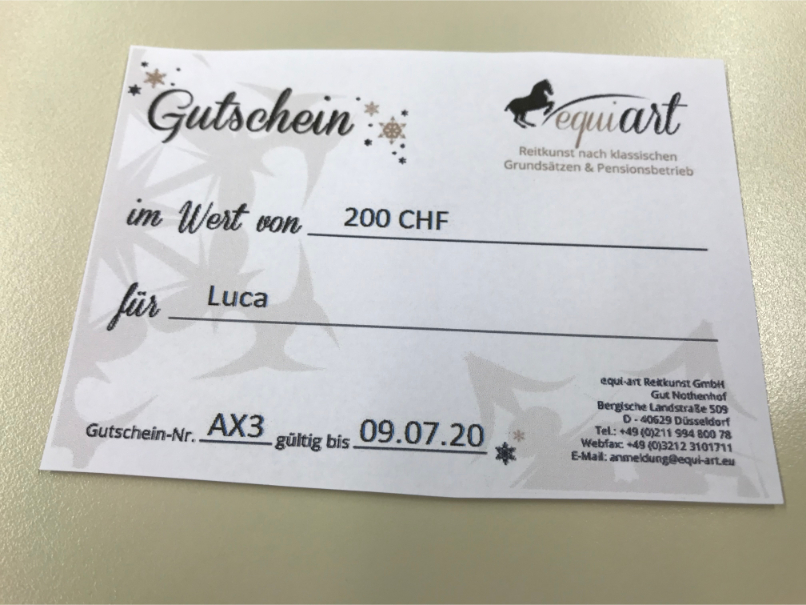 Gutschein
equiart
Reitkunst nach klassischen
Grundsätzen & Pensionsbetrieb
im Wert von 200 CHF
für Luca
Gutschein-Nr. AX3 gültig bis 09.07.20
equi-art Reitkunst GmbH
Gut Nothenhof
Bergische Landstraße 509
D - 40629 Düsseldorf
Tel.: +49 (0)211 994 800 78
Webfax: +49 (0)3212 3101711
E-Mail: anmeldung@equi-art.eu